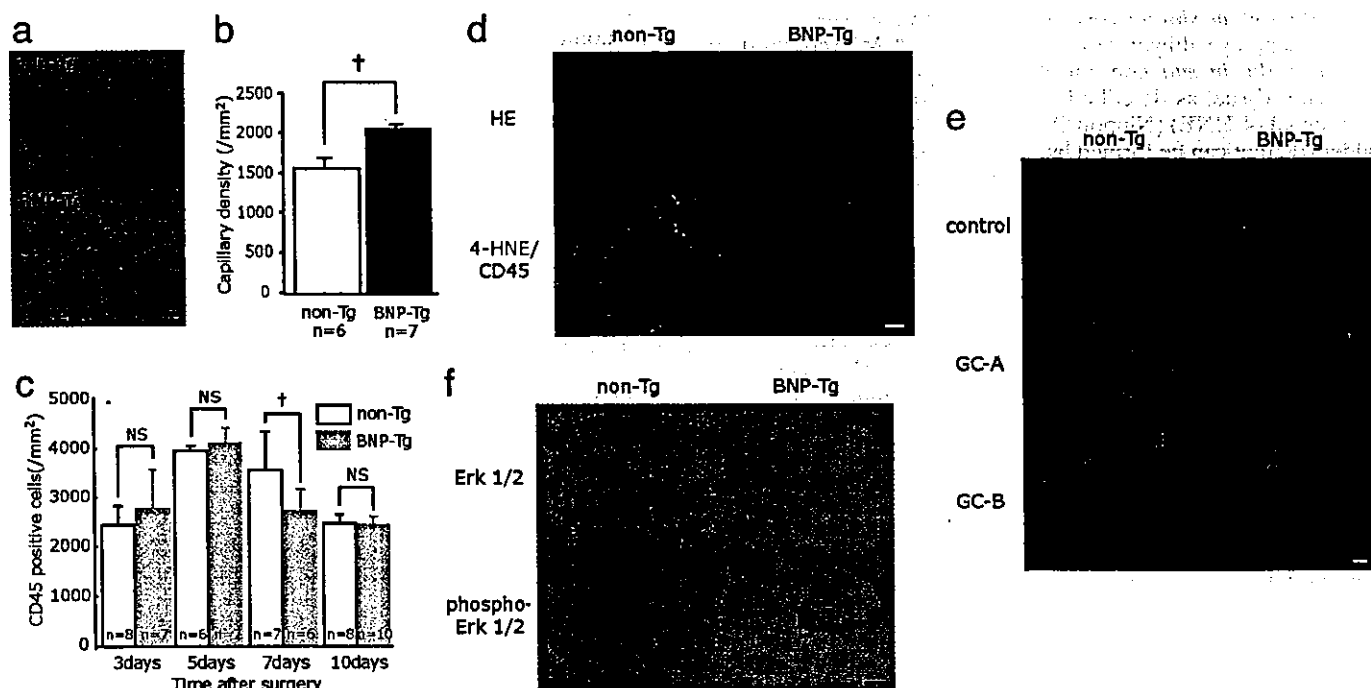 a
non-Tg
BNP-Tg
b
†
Capillary density (/mm²)
2500
2000
1500
1000
500
0
non-Tg
n=6
BNP-Tg
n=7
c
CD45 positive cells(/mm²)
5000
4000
3000
2000
1000
0
NS
NS
†
NS
non-Tg
BNP-Tg
n=8
n=7
n=6
n=7
n=7
n=6
n=8
n=10
3days
5days
7days
10days
Time after surgery
d
non-Tg
BNP-Tg
HE
4-HNE/
CD45
e
non-Tg
BNP-Tg
control
GC-A
GC-B
f
non-Tg
BNP-Tg
Erk 1/2
phospho-
Erk 1/2